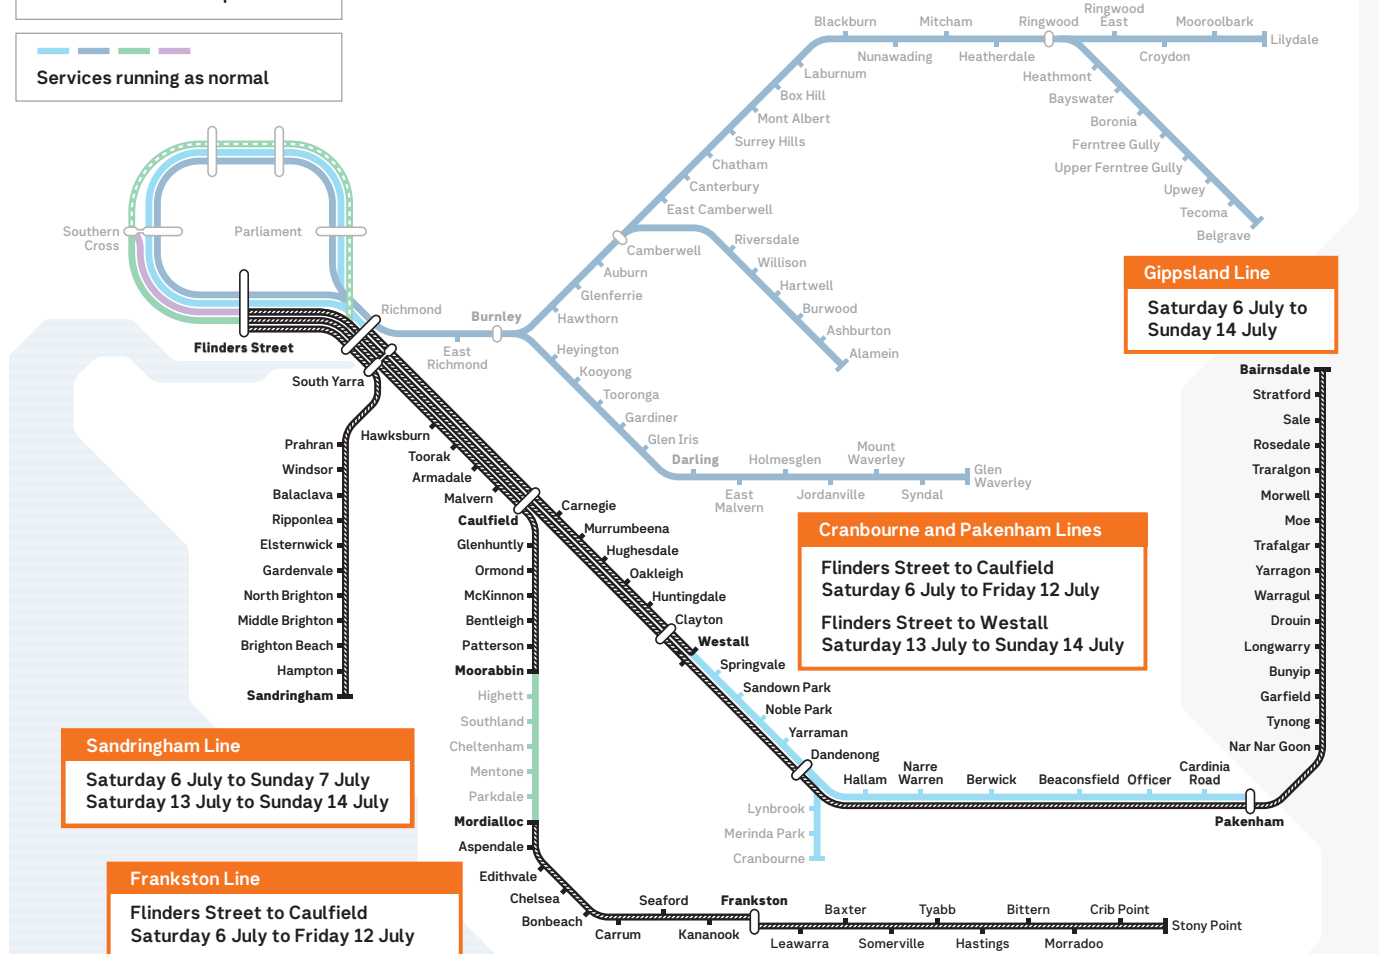 Services running as normal
Ringwood
East
Blackburn
Mitcham
Ringwood
Mooroolbark
Lilydale
Nunawading
Heatherdale
Croydon
Laburnum
Heathmont
Box Hill
Bayswater
Mont Albert
Boronia
Surrey Hills
Ferntree Gully
Chatham
Upper Ferntree Gully
Canterbury
Upwey
East Camberwell
Tecoma
Belgrave
Southern
Cross
Parliament
Camberwell
Riversdale
Auburn
Willison
Glenferrie
Hartwell
Hawthorn
Burwood
Ashburton
Alamein
Richmond
Burnley
East
Richmond
Flinders Street
South Yarra
Heyington
Kooyong
Tooronga
Gardiner
Glen Iris
Darling
Holmesglen
Mount
Waverley
Glen
Waverley
East
Malvern
Jordanville
Syndal
Gippsland Line
Saturday 6 July to
Sunday 14 July
Bairnsdale
Stratford
Sale
Rosedale
Traralgon
Morwell
Moe
Trafalgar
Yarragon
Warragul
Drouin
Longwarry
Bunyip
Garfield
Tynong
Nar Nar Goon
Prahran
Windsor
Balaclava
Ripponlea
Elsternwick
Gardenvale
North Brighton
Middle Brighton
Brighton Beach
Hampton
Sandringham
Hawksburn
Toorak
Armadale
Malvern
Caulfield
Glenhuntly
Ormond
McKinnon
Bentleigh
Patterson
Moorabbin
Highett
Southland
Cheltenham
Mentone
Parkdale
Mordialloc
Aspendale
Edithvale
Chelsea
Bonbeach
Carrum
Seaford
Kananook
Frankston
Leawarra
Baxter
Somerville
Tyabb
Hastings
Bittern
Morradoo
Crib Point
Stony Point
Carnegie
Murrumbeena
Hughesdale
Oakleigh
Huntingdale
Clayton
Westall
Springvale
Sandown Park
Noble Park
Yarraman
Dandenong
Hallam
Narre
Warren
Berwick
Beaconsfield
Officer
Cardinia
Road
Pakenham
Lynbrook
Merinda Park
Cranbourne
Cranbourne and Pakenham Lines
Flinders Street to Caulfield
Saturday 6 July to Friday 12 July
Flinders Street to Westall
Saturday 13 July to Sunday 14 July
Sandringham Line
Saturday 6 July to Sunday 7 July
Saturday 13 July to Sunday 14 July
Frankston Line
Flinders Street to Caulfield
Saturday 6 July to Friday 12 July